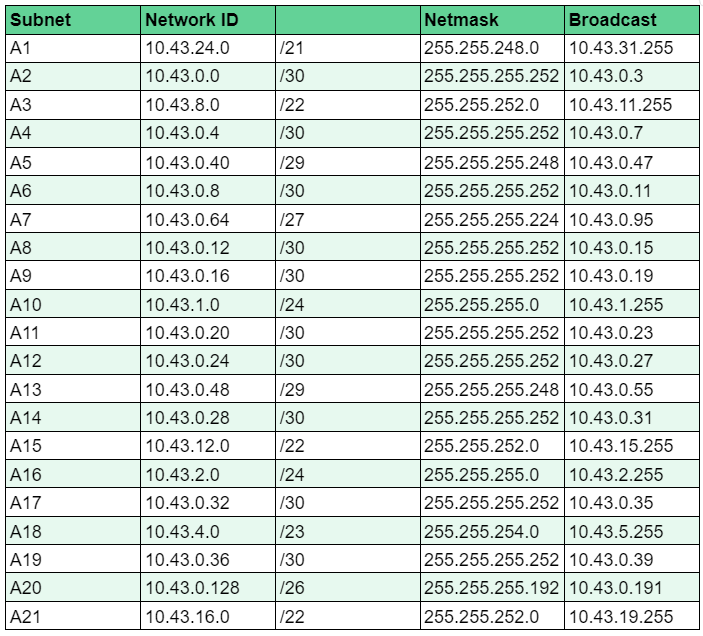 Subnet Network ID Netmask Broadcast
A1 10.43.24.0 /21 255.255.248.0 10.43.31.255
A2 10.43.0.0 /30 255.255.255.252 10.43.0.3
A3 10.43.8.0 /22 255.255.252.0 10.43.11.255
A4 10.43.0.4 /30 255.255.255.252 10.43.0.7
A5 10.43.0.40 /29 255.255.255.248 10.43.0.47
A6 10.43.0.8 /30 255.255.255.252 10.43.0.11
A7 10.43.0.64 /27 255.255.255.224 10.43.0.95
A8 10.43.0.12 /30 255.255.255.252 10.43.0.15
A9 10.43.0.16 /30 255.255.255.252 10.43.0.19
A10 10.43.1.0 /24 255.255.255.0 10.43.1.255
A11 10.43.0.20 /30 255.255.255.252 10.43.0.23
A12 10.43.0.24 /30 255.255.255.252 10.43.0.27
A13 10.43.0.48 /29 255.255.255.248 10.43.0.55
A14 10.43.0.28 /30 255.255.255.252 10.43.0.31
A15 10.43.12.0 /22 255.255.252.0 10.43.15.255
A16 10.43.2.0 /24 255.255.255.0 10.43.2.255
A17 10.43.0.32 /30 255.255.255.252 10.43.0.35
A18 10.43.4.0 /23 255.255.254.0 10.43.5.255
A19 10.43.0.36 /30 255.255.255.252 10.43.0.39
A20 10.43.0.128 /26 255.255.255.192 10.43.0.191
A21 10.43.16.0 /22 255.255.252.0 10.43.19.255